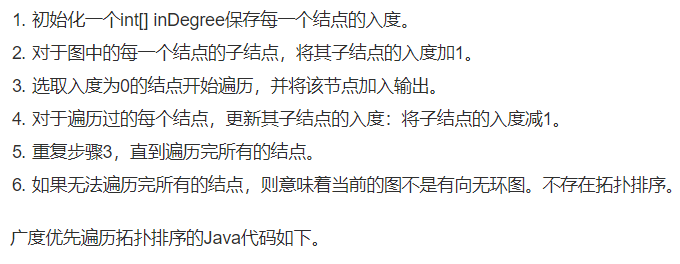 1. 初始化一个int[] inDegree保存每一个结点的入度。
2. 对于图中的每一个结点的子结点，将其子结点的入度加1。
3. 选取入度为0的结点开始遍历，并将该节点加入输出。
4. 对于遍历过的每个结点，更新其子结点的入度：将子结点的入度减1。
5. 重复步骤3，直到遍历完所有的结点。
6. 如果无法遍历完所有的结点，则意味着当前的图不是有向无环图。不存在拓扑排序。
广度优先遍历拓扑排序的Java代码如下。